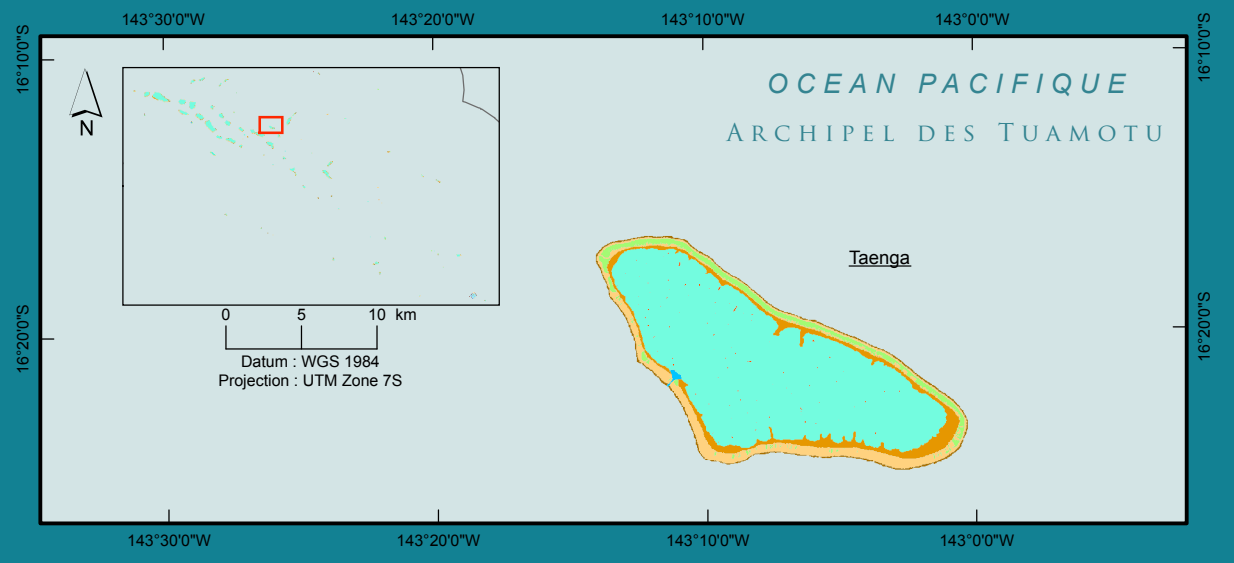 143°30'0"W 143°20'0"W 143°10'0"W 143°0'0"W
16°10'0"S 16°10'0"S
OCEAN PACIFIQUE
ARCHIPEL DES TUAMOTU
N
Taenga
0 5 10 km
16°20'0"S 16°20'0"S
Datum : WGS 1984
Projection : UTM Zone 7S
143°30'0"W 143°20'0"W 143°10'0"W 143°0'0"W